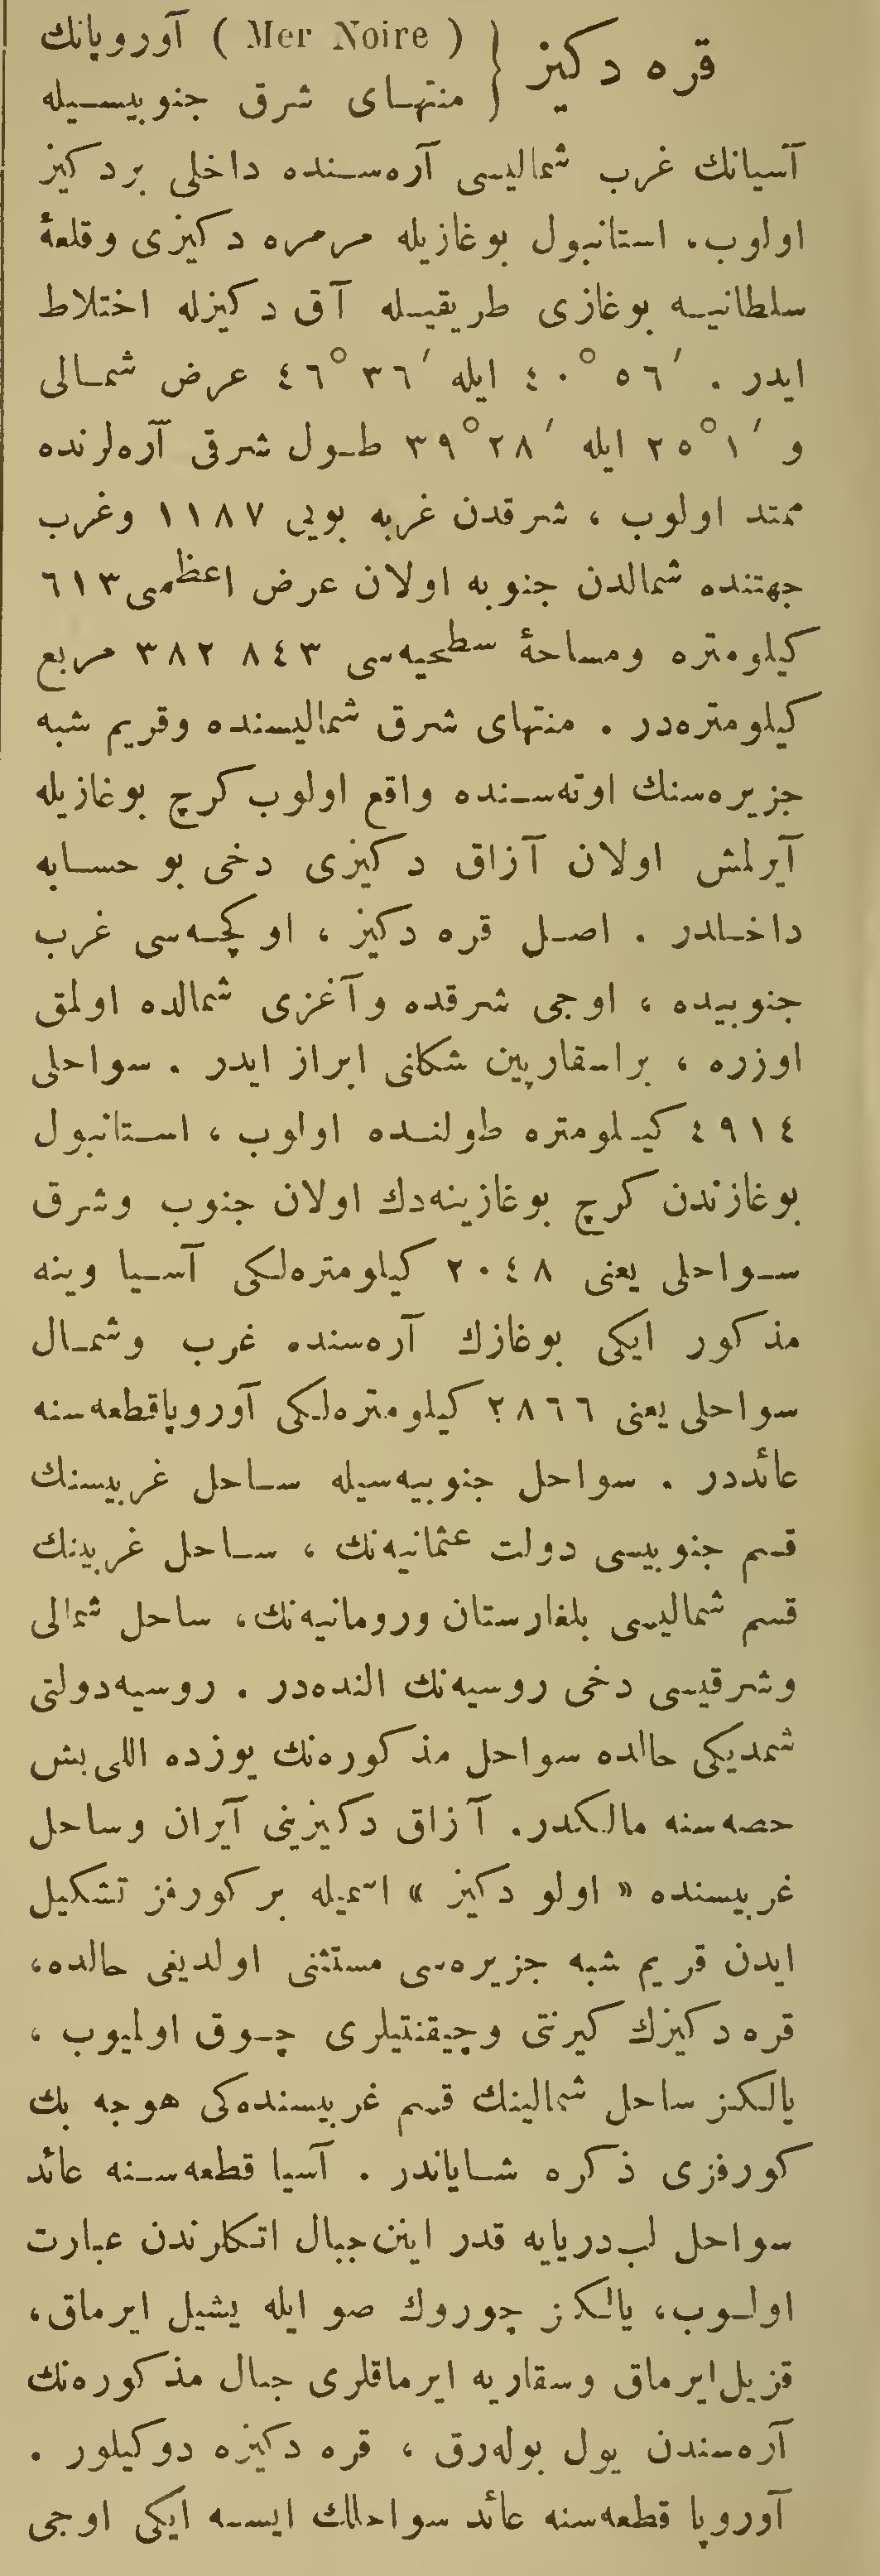 قره دكيز { ( Mer Noire ) آوروپانك
منتهاى شرق جنوبيسيله
آسيانك غرب شماليسى آره‌سنده داخلى بردكيز
اولوب، استانبول بوغازيله مرمره دكيزى وقلعۀ
سلطانيه بوغازى طريقيله آق دكيزله اختلاط
ايدر . ′٥٦ °٤٠ ايله ′٣٦ °٤٦ عرض شمالى
و ′١ °٢٥ ايله ′٢٨ °٣٩ طول شرقى آره‌لرنده
ممتد اولوب ، شرقدن غربه بويى ١١٨٧ وغرب
جهتنده شمالدن جنوبه اولان عرض اعظمى ٦١٣
كيلومتره ومساحۀ سطحيه‌سى ٨٤٣ ٣٨٢ مربع
كيلومتره‌در . منتهاى شرق شماليسنده وقريم شبه
جزيره‌سنك اوته‌سنده واقع اولوب كرچ بوغازيله
آيرلمش اولان آزاق دكيزى دخى بو حسابه
داخلدر . اصل قره دكيز ، اوكچه‌سى غرب
جنوبيده ، اوجى شرقده وآغزى شمالده اولمق
اوزره ، براسقارپين شكلنى ابراز ايدر . سواحلى
٤٩١٤ كيلومتره طولنده اولوب ، استانبول
بوغازندن كرچ بوغازينه‌دك اولان جنوب وشرق
سواحلى يعنى ٢٠٤٨ كيلومتره‌لكى آسيا وينه
مذكور ايكى بوغازك آره‌سنده غرب وشمال
سواحلى يعنى ٢٨٦٦ كيلومتره‌لكى آوروپاقطعه‌سنه
عائددر . سواحل جنوبيه‌سيله ساحل غربيسنك
قسم جنوبيسى دولت عثمانيه‌نك ، ساحل غربينك
قسم شماليسى بلغارستان ورومانيه‌نك، ساحل شمالى
وشرقيسى دخى روسيه‌نك النده‌در . روسيه‌دولتى
شمديكى حالده سواحل مذكوره‌نك يوزده اللى‌بش
حصه‌سنه مالكدر. آزاق دكيزينى آيران وساحل
غربيسنده « اولو دكيز » اسميله بر كورفز تشكيل
ايدن قريم شبه جزيره‌سى مستثنى اولديغى حالده،
قره دكيزك كيرنتى وچيقنتيلرى چوق اولميوب ،
يالكز ساحل شمالينك قسم غربيسنده‌كى هوجه بك
كورفزى ذكره شاياندر . آسيا قطعه‌سنه عائد
سواحل لب‌دريايه قدر اينن جبال اتكلرندن عبارت
اولوب، يالكز چوروك صو ايله يشيل ايرماق،
قزيل‌ايرماق وسقاريه ايرماقلرى جبال مذكوره‌نك
آره‌سندن يول بوله‌رق ، قره دكيزه دوكيلور .
آوروپا قطعه‌سنه عائد سواحلك ايسه ايكى اوجى